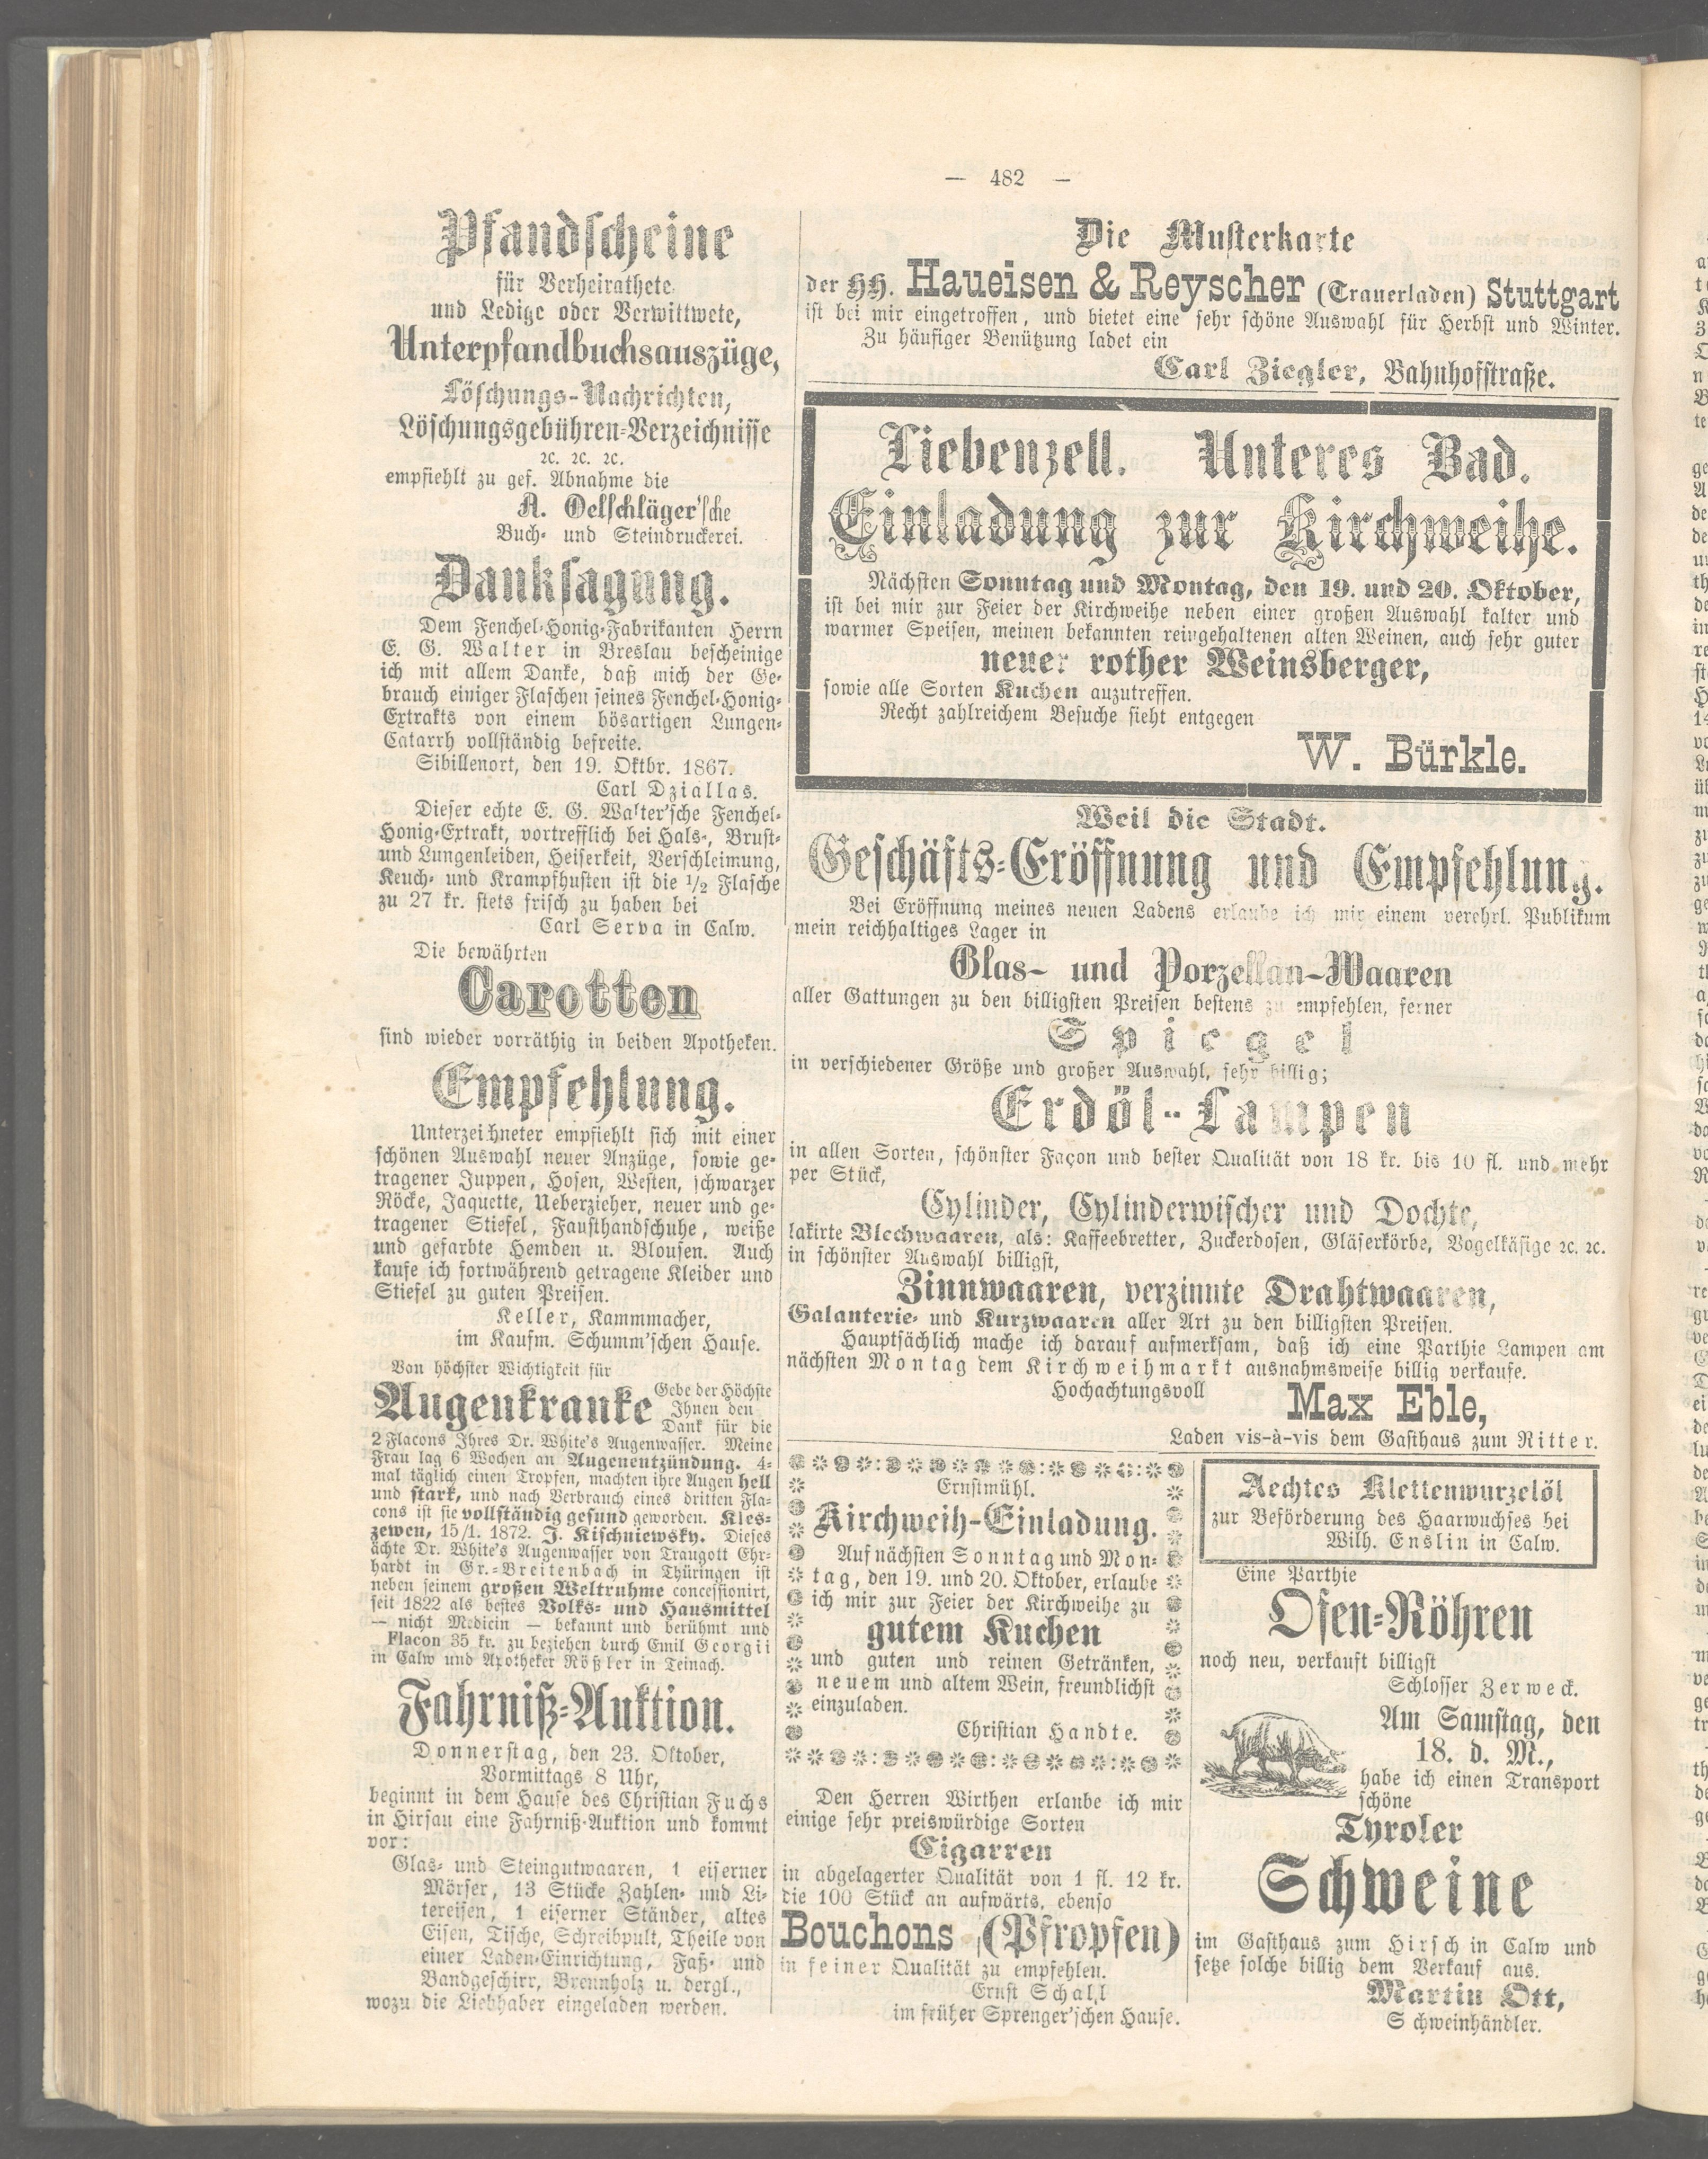 — 482 —
Pfandscheine
für Verheirathete
und Ledige oder Verwittwete,
Unterpfandbuchsauszüge,
Löschungs-Nachrichten,
Löschungsgebühren-Verzeichnisse
ꝛc. ꝛc. ꝛc.
empfiehlt zu gef. Abnahme die
A. Oelschläger'sche
Buch- und Steindruckerei.
Danksagung.
Dem Fenchel-Honig-Fabrikanten Herrn
E. G. Walter in Breslau bescheinige
ich mit allem Danke, daß mich der Ge-
brauch einiger Flaschen seines Fenchel-Honig-
Extrakts von einem bösartigen Lungen-
Catarrh vollständig befreite.
Sibillenort, den 19. Oktbr. 1867.
Carl Dziallas.
Dieser echte E. G. Walter'sche Fenchel-
Honig-Extrakt, vortrefflich bei Hals-, Brust-
und Lungenleiden, Heiserkeit, Verschleimung,
Keuch- und Krampfhusten ist die 1/2 Flasche
zu 27 kr. stets frisch zu haben bei
Carl Serva in Calw.
Die bewährten
Carotten
sind wieder vorräthig in beiden Apotheken.
Empfehlung.
Unterzeichneter empfiehlt sich mit einer
schönen Auswahl neuer Anzüge, sowie ge-
tragener Juppen, Hosen, Westen, schwarzer
Röcke, Jaquette, Ueberzieher, neuer und ge-
tragener Stiefel, Fausthandschuhe, weiße
und gefarbte Hemden u. Blousen. Auch
kaufe ich fortwährend getragene Kleider und
Stiefel zu guten Preisen.
Keller, Kammmacher,
im Kaufm. Schumm'schen Hause.
Von höchster Wichtigkeit für
Augenkranke Gebe der Höchste
Ihnen den
Dank für die
2 Flacons Ihres Dr. White's Augenwasser. Meine
Frau lag 6 Wochen an Augenentzündung. 4-
mal täglich einen Tropfen, machten ihre Augen hell
und stark, und nach Verbrauch eines dritten Fla-
cons ist sie vollständig gesund geworden. Kles-
zewen, 15/1. 1872. J. Kischniewsky. Dieses
ächte Dr. White's Augenwasser von Traugott Ehr-
hardt in Gr.-Breitenbach in Thüringen ist
neben seinem großen Weltruhme concessionirt,
seit 1822 als bestes Volks- und Hausmittel
— nicht Medicin — bekannt und berühmt und
Flacon 35 kr. zu beziehen durch Emil Georgii
in Calw und Apotheker Rößler in Teinach.
Fahrniß-Auktion.
Donnerstag, den 23. Oktober,
Vormittags 8 Uhr,
beginnt in dem Hause des Christian Fuchs
in Hirsau eine Fahrniß-Auktion und kommt
vor:
Glas- und Steingutwaaren, 1 eiserner
Mörser, 13 Stücke Zahlen- und Li-
tereisen, 1 eiserner Ständer, altes
Eisen, Tische, Schreibpult, Theile von
einer Laden-Einrichtung, Faß- und
Bandgeschirr, Brennholz u. dergl.,
wozu die Liebhaber eingeladen werden.
Die Musterkarte
der HH. Haueisen & Reyscher (Trauerladen) Stuttgart
ist bei mir eingetroffen, und bietet eine sehr schöne Auswahl für Herbst und Winter.
Zu häufiger Benützung ladet ein
Carl Ziegler, Bahnhofstraße.
Liebenzell. Unteres Bad.
Einladung zur Kirchweihe.
Nächsten Sonntag und Montag, den 19. und 20. Oktober,
ist bei mir zur Feier der Kirchweihe neben einer großen Auswahl kalter und
warmer Speisen, meinen bekannten reingehaltenen alten Weinen, auch sehr guter
neuer rother Weinsberger,
sowie alle Sorten Kuchen anzutreffen.
Recht zahlreichem Besuche sieht entgegen
W. Bürkle.
Weil die Stadt.
Geschäfts-Eröffnung und Empfehlung.
Bei Eröffnung meines neuen Ladens erlaube ich mir einem verehrl. Publikum
mein reichhaltiges Lager in
Glas- und Porzellan-Waaren
aller Gattungen zu den billigsten Preisen bestens zu empfehlen, ferner
Spiegel
in verschiedener Größe und großer Auswahl, sehr billig;
Erdöl-Lampen
in allen Sorten, schönster Façon und bester Qualität von 18 kr. bis 10 fl. und mehr
per Stück,
Cylinder, Cylinderwischer und Dochte,
lakirte Blechwaaren, als: Kaffeebretter, Zuckerdosen, Gläserkörbe, Vogelkäfige ꝛc. ꝛc.
in schönster Auswahl billigst,
Zinnwaaren, verzinnte Drahtwaaren,
Galanterie- und Kurzwaaren aller Art zu den billigsten Preisen.
Hauptsächlich mache ich darauf aufmerksam, daß ich eine Parthie Lampen am
nächsten Montag dem Kirchweihmarkt ausnahmsweise billig verkaufe.
Hochachtungsvoll
Max Eble,
Laden vis-à-vis dem Gasthaus zum Ritter.
Ernstmühl.
Kirchweih-Einladung.
Auf nächsten Sonntag und Mon-
tag, den 19. und 20. Oktober, erlaube
ich mir zur Feier der Kirchweihe zu
gutem Kuchen
und guten und reinen Getränken,
neuem und altem Wein, freundlichst
einzuladen.
Christian Handte.
Den Herren Wirthen erlaube ich mir
einige sehr preiswürdige Sorten
Cigarren
in abgelagerter Qualität von 1 fl. 12 kr.
die 100 Stück an aufwärts, ebenso
Bouchons (Pfropfen)
in feiner Qualität zu empfehlen.
Ernst Schall
im früher Sprenger'schen Hause.
Aechtes Klettenwurzelöl
zur Beförderung des Haarwuchses bei
Wilh. Enslin in Calw.
Eine Parthie
Ofen-Röhren
noch neu, verkauft billigst
Schlosser Zerweck.
Am Samstag, den
18. d. M.,
habe ich einen Transport
schöne
Tyroler
Schweine
im Gasthaus zum Hirsch in Calw und
setze solche billig dem Verkauf aus.
Martin Ott,
Schweinhändler.